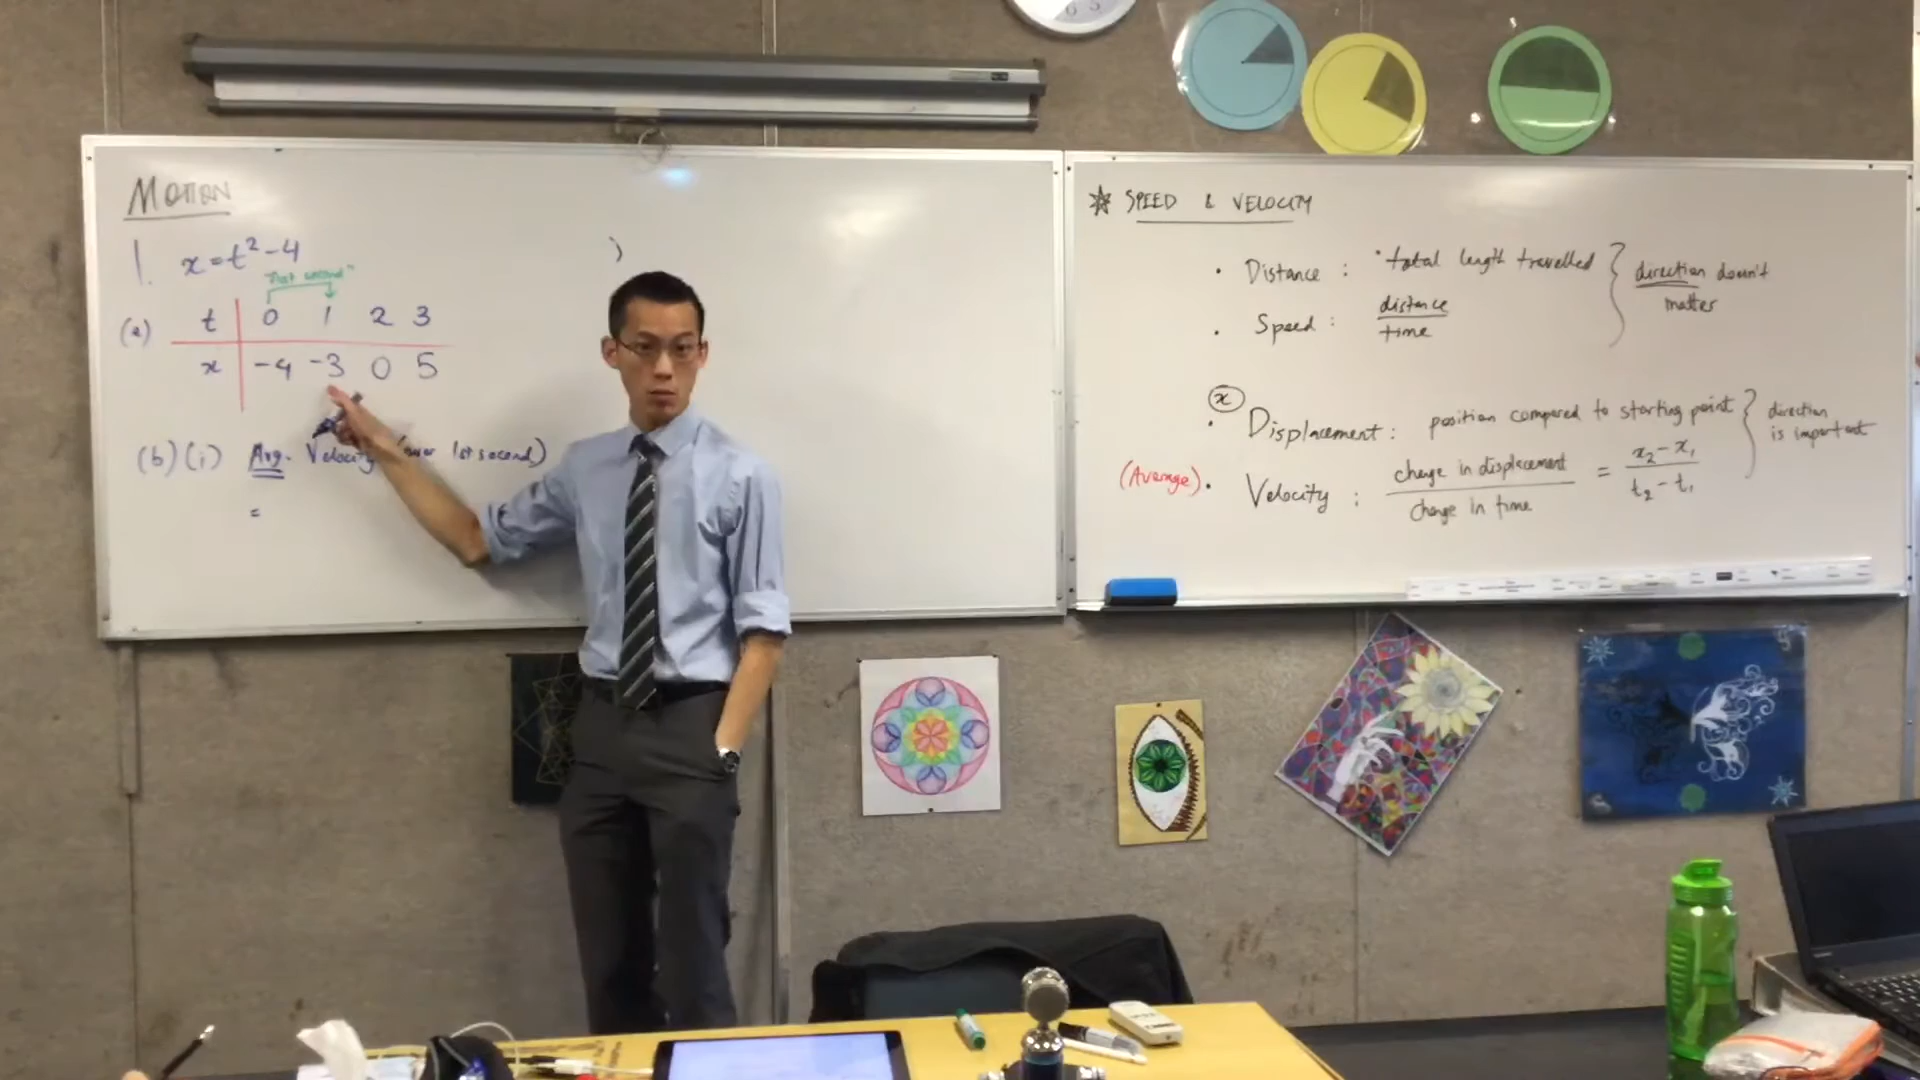 MOTION
1. x = t² - 4
"1st second"
(a) t 0 1 2 3
x -4 -3 0 5
(b) (i) Avg. Velocity (over 1st second)
=
SPEED & VELOCITY
• Distance : total length travelled
direction doesn't matter
• Speed : distance / time
x
• Displacement : position compared to starting point
direction is important
(Average) • Velocity : change in displacement / change in time = x₂ - x₁ / t₂ - t₁